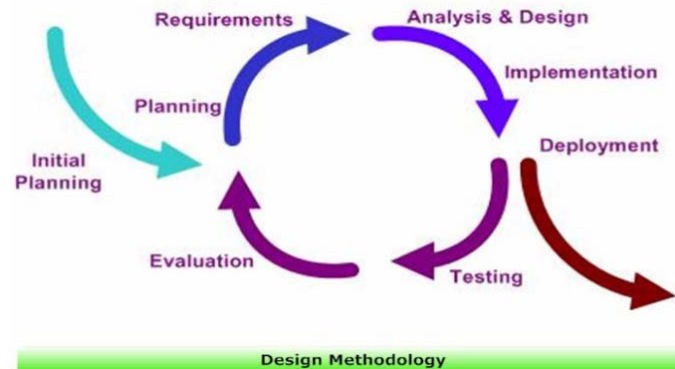 Requirements
Analysis & Design
Implementation
Planning
Deployment
Initial
Planning
Evaluation
Testing
Design Methodology